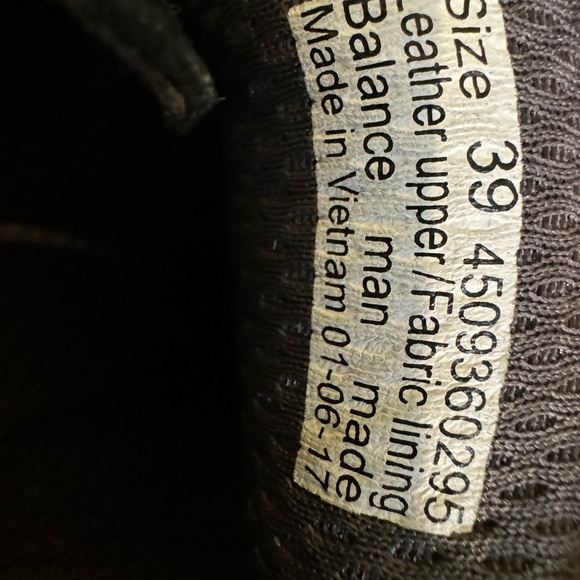 Size 39 4509360295
Leather upper/Fabric lining
Balance man made
Made in Vietnam 01-06-17